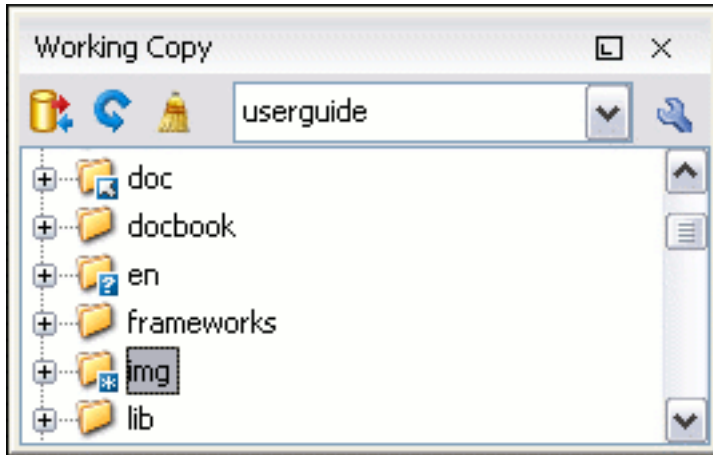 Working Copy
userguide
doc
docbook
en
frameworks
img
lib